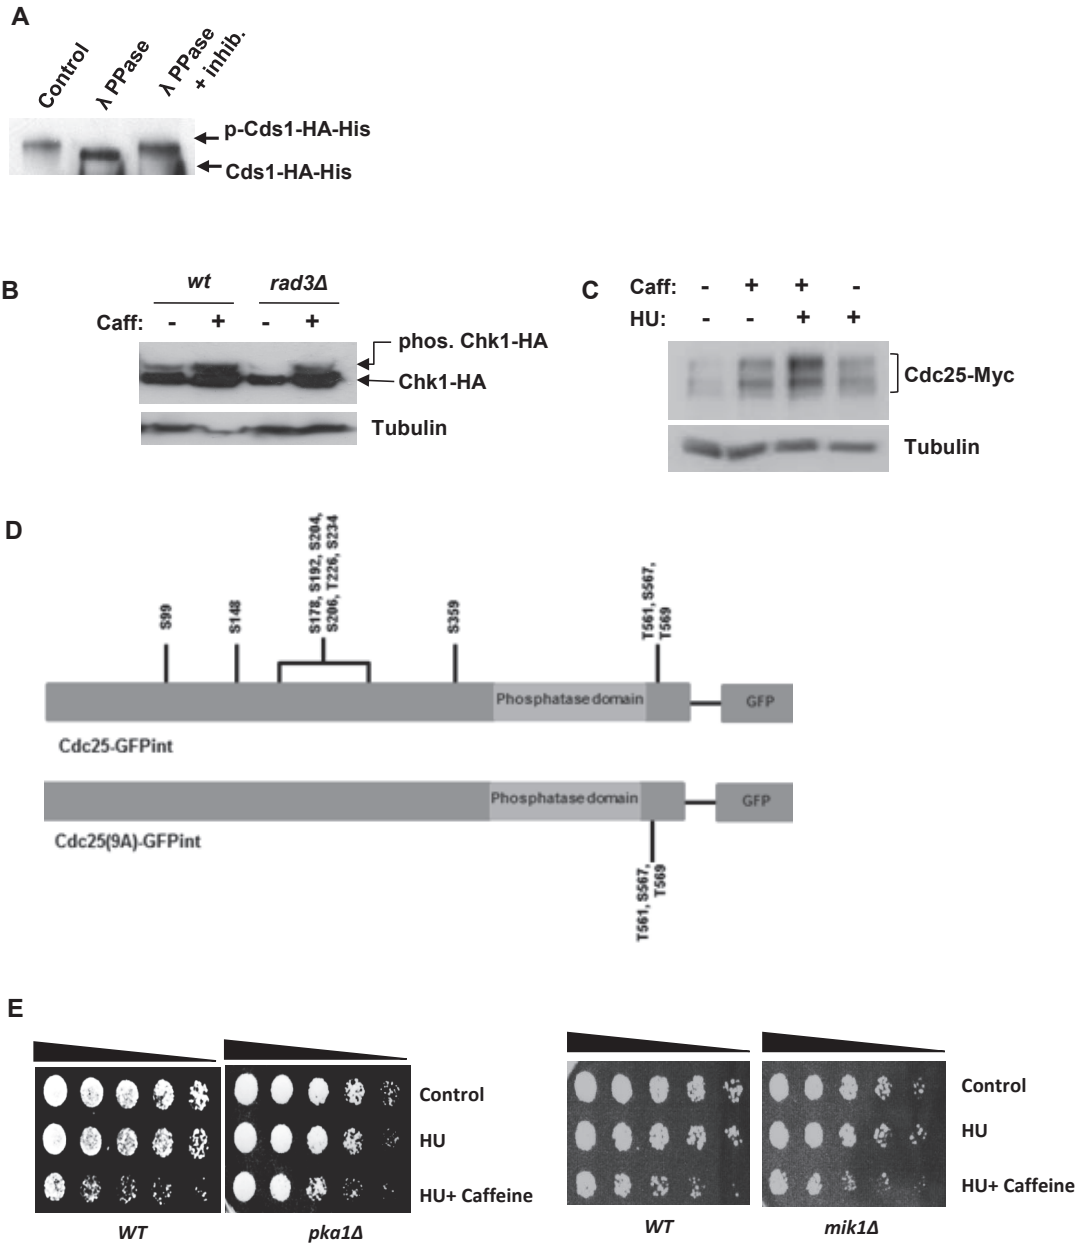 A
Control
λ PPase
λ PPase
+ inhib.
p-Cds1-HA-His
Cds1-HA-His
B
wt
rad3Δ
Caff: - + - +
phos. Chk1-HA
Chk1-HA
Tubulin
C
Caff: - + + -
HU: - - + +
Cdc25-Myc
Tubulin
D
S99
S148
S178, S192, S204,
S206, T226, S234
S359
T561, S567,
T569
Phosphatase domain
GFP
Cdc25-GFPint
Phosphatase domain
GFP
Cdc25(9A)-GFPint
T561, S567,
T569
E
Control
HU
HU+ Caffeine
WT
pka1Δ
Control
HU
HU+ Caffeine
WT
mik1Δ